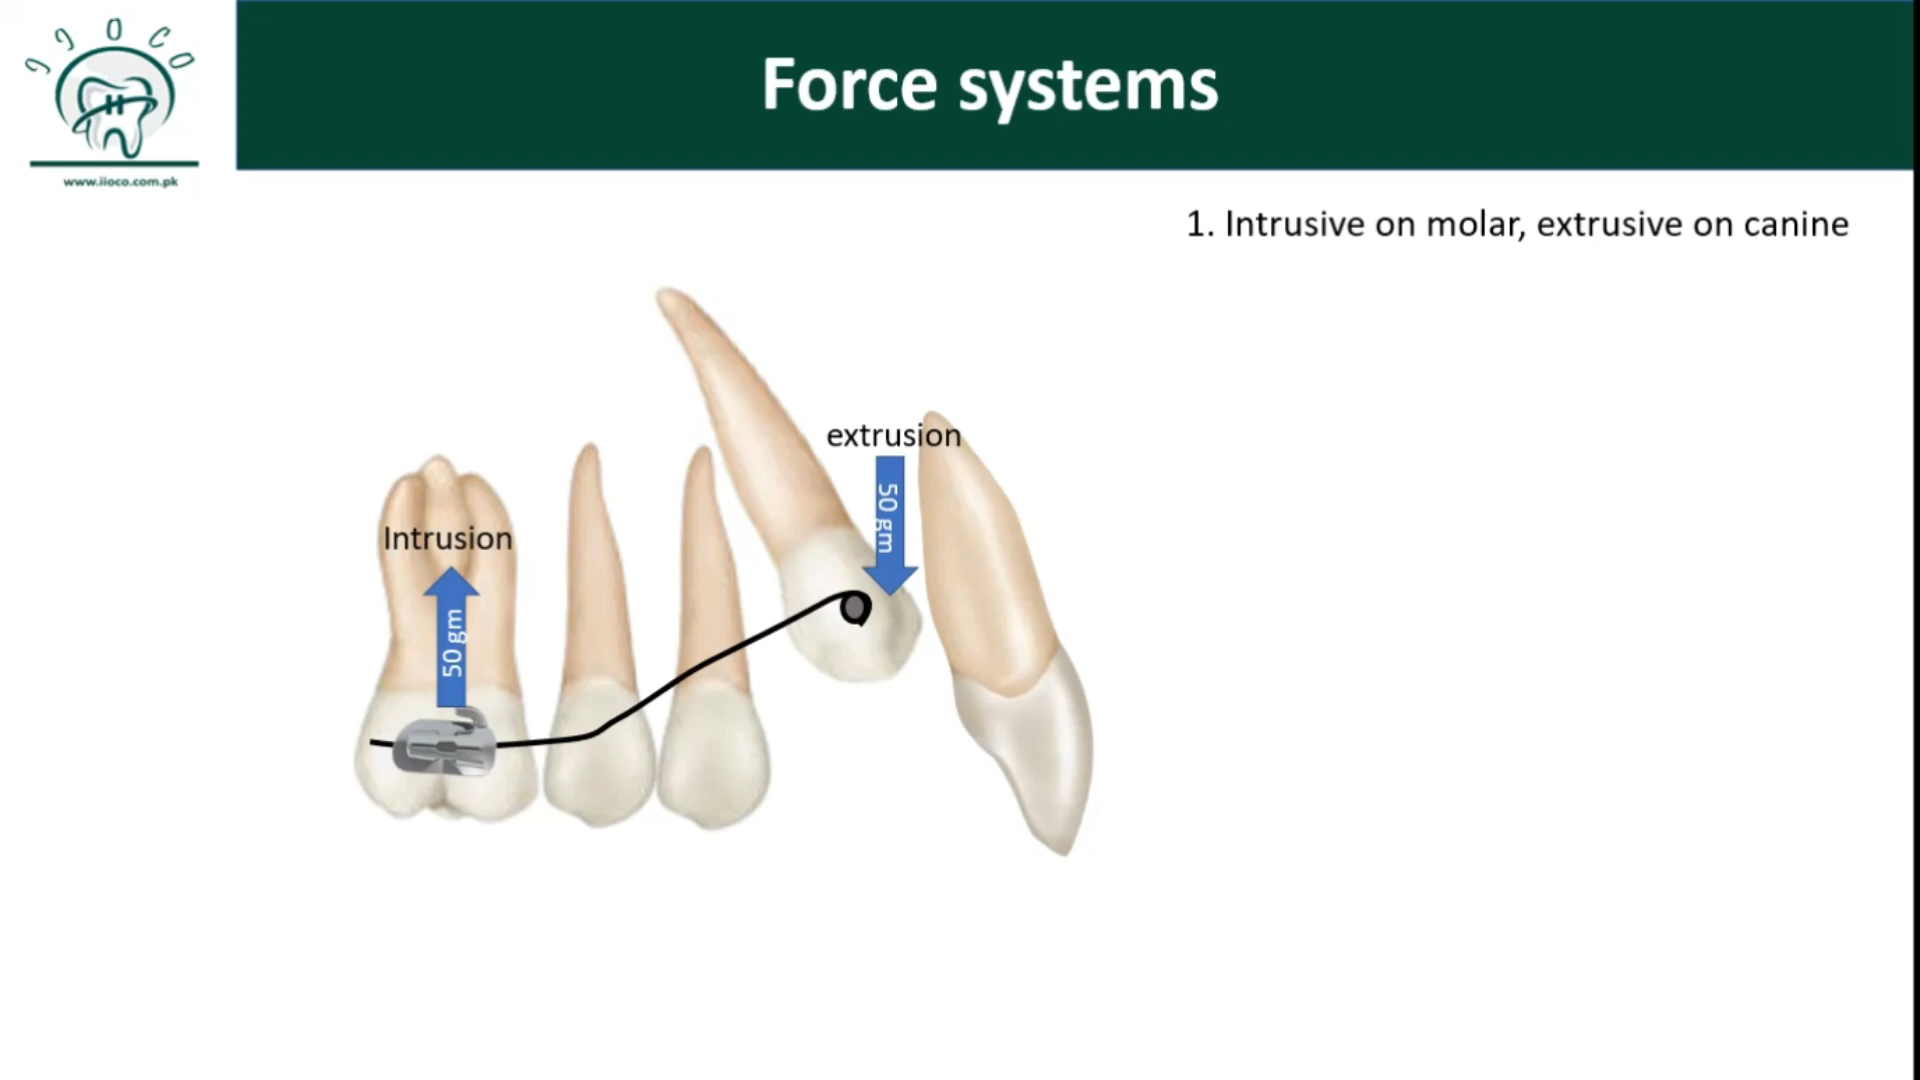 IIOCO
www.iioco.com.pk
Force systems
1. Intrusive on molar, extrusive on canine
extrusion
50 gm
Intrusion
50 gm